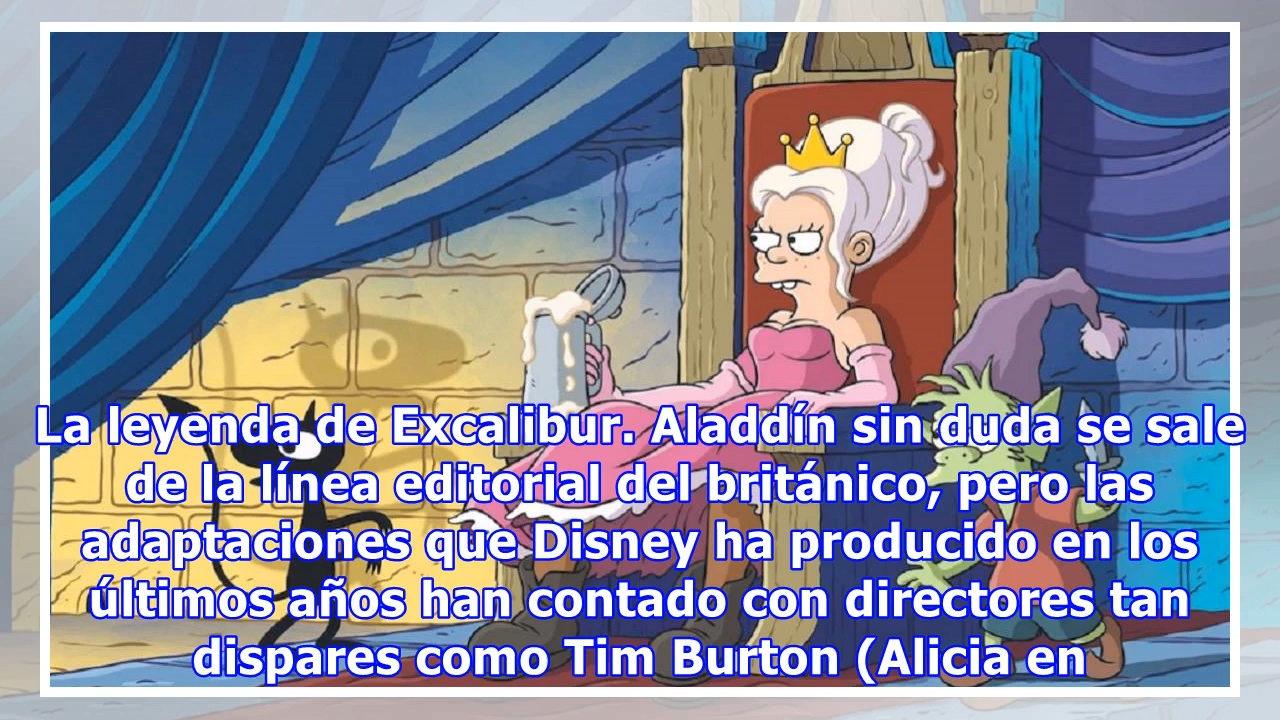 La leyenda de Excalibur. Aladdín sin duda se sale
de la línea editorial del británico, pero las
adaptaciones que Disney ha producido en los
últimos años han contado con directores tan
dispares como Tim Burton (Alicia en